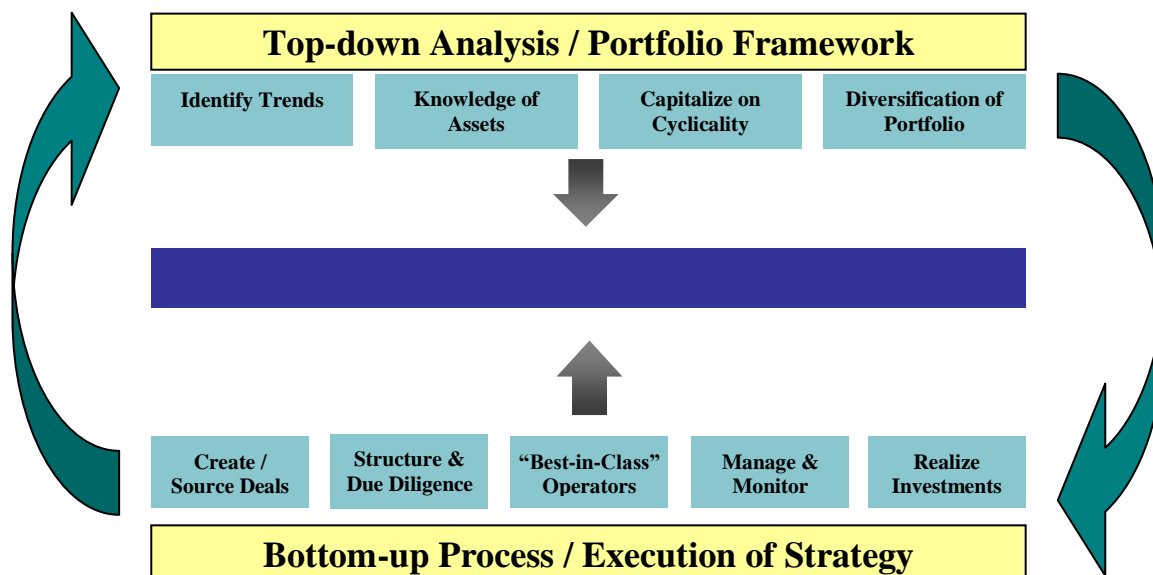 Top-down Analysis / Portfolio Framework
Identify Trends
Knowledge of
Assets
Capitalize on
Cyclicality
Diversification of
Portfolio
Create /
Source Deals
Structure &
Due Diligence
“Best-in-Class”
Operators
Manage &
Monitor
Realize
Investments
Bottom-up Process / Execution of Strategy